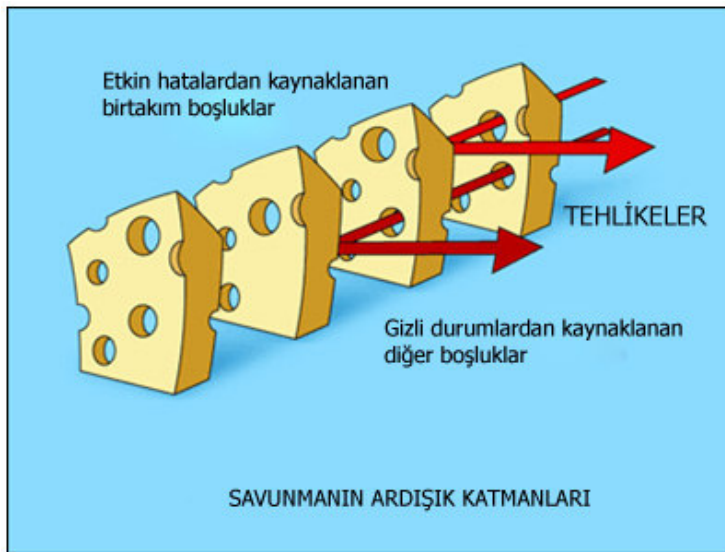 Etkin hatalardan kaynaklanan
birtakım boşluklar
TEHLİKELER
Gizli durumlardan kaynaklanan
diğer boşluklar
SAVUNMANIN ARDIŞIK KATMANLARI